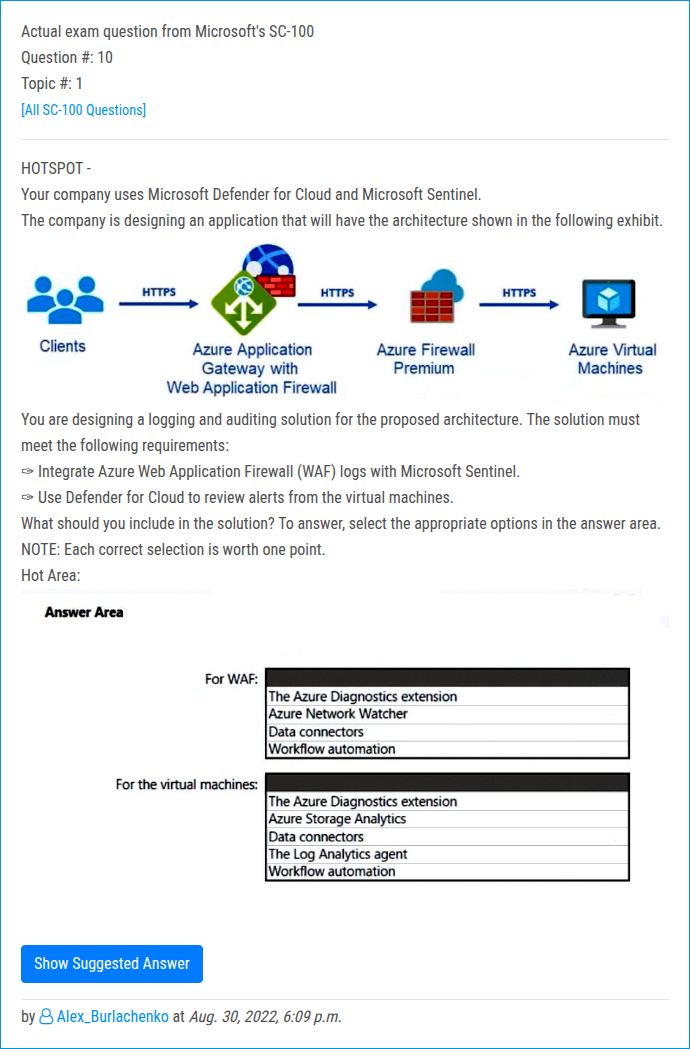 Actual exam question from Microsoft's SC-100
Question #: 10
Topic #: 1
[All SC-100 Questions]
HOTSPOT -
Your company uses Microsoft Defender for Cloud and Microsoft Sentinel.
The company is designing an application that will have the architecture shown in the following exhibit.
HTTPS HTTPS HTTPS
Clients
Azure Application
Gateway with
Web Application Firewall
Azure Firewall
Premium
Azure Virtual
Machines
You are designing a logging and auditing solution for the proposed architecture. The solution must
meet the following requirements:
✑ Integrate Azure Web Application Firewall (WAF) logs with Microsoft Sentinel.
✑ Use Defender for Cloud to review alerts from the virtual machines.
What should you include in the solution? To answer, select the appropriate options in the answer area.
NOTE: Each correct selection is worth one point.
Hot Area:
Answer Area
For WAF:
The Azure Diagnostics extension
Azure Network Watcher
Data connectors
Workflow automation
For the virtual machines:
The Azure Diagnostics extension
Azure Storage Analytics
Data connectors
The Log Analytics agent
Workflow automation
Show Suggested Answer
by Alex_Burlachenko at Aug. 30, 2022, 6:09 p.m.